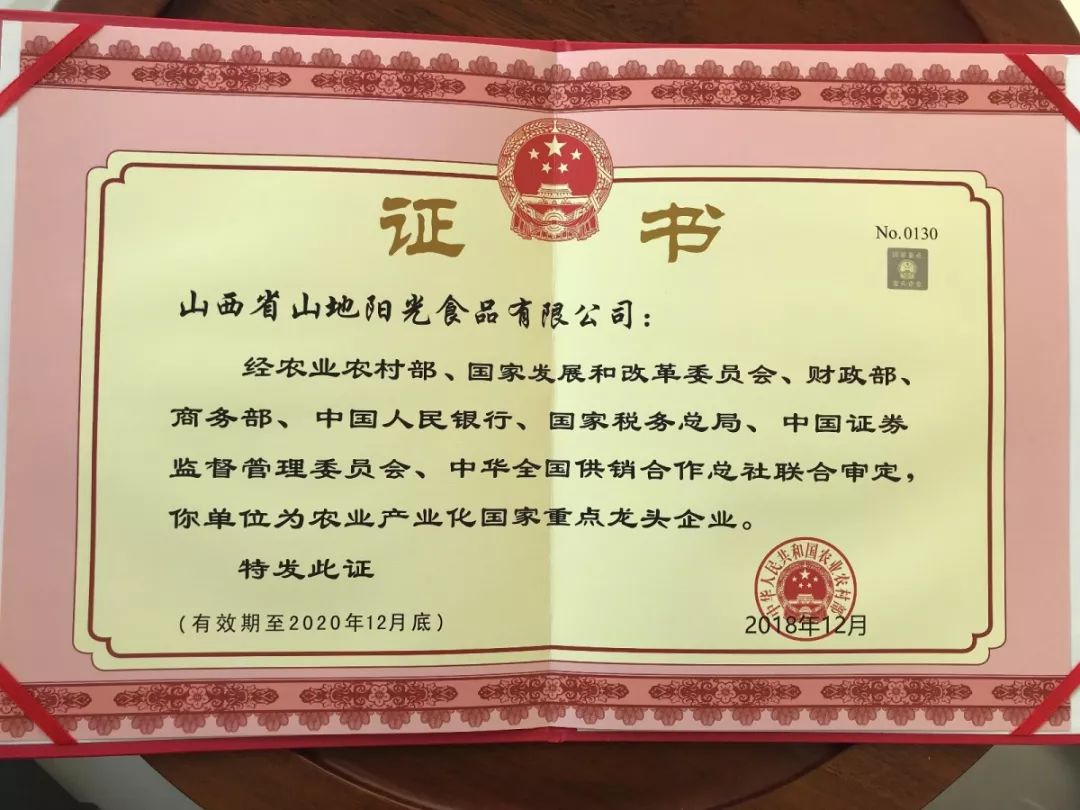 证书
No.0130
山西省山地阳光食品有限公司：
经农业农村部、国家发展和改革委员会、财政部、
商务部、中国人民银行、国家税务总局、中国证券
监督管理委员会、中华全国供销合作总社联合审定，
你单位为农业产业化国家重点龙头企业。
特发此证
(有效期至2020年12月底)
中华人民共和国农业农村部
2018年12月